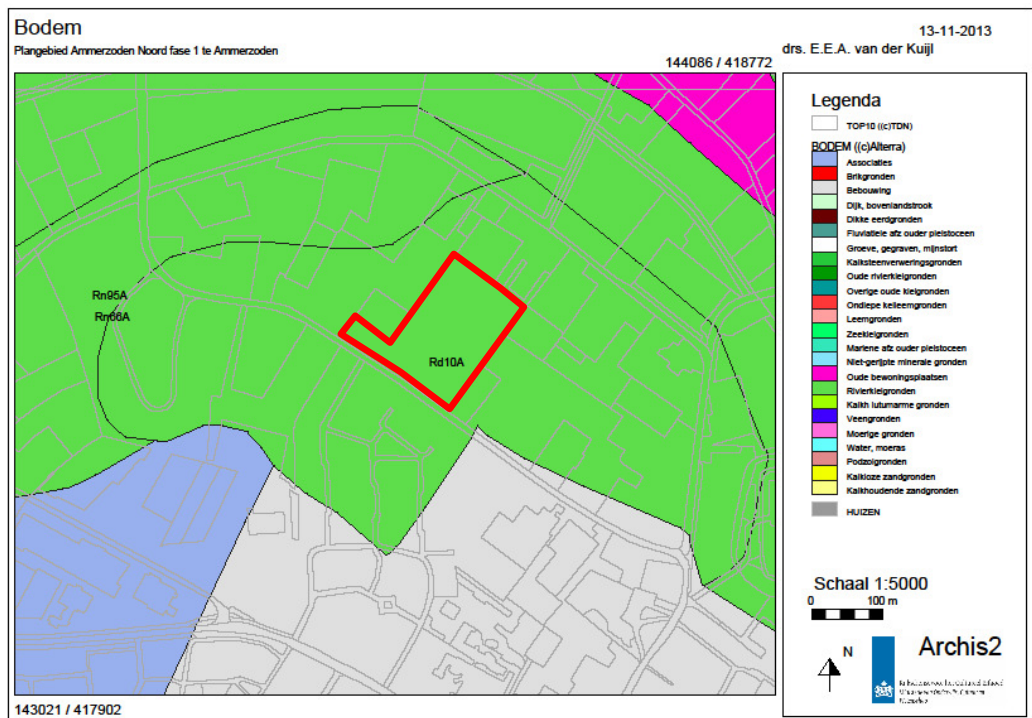 Bodem
Plangebied Ammerzoden Noord fase 1 te Ammerzoden
13-11-2013
drs. E.E.A. van der Kuijl
144086 / 418772
Rn95A
Rn66A
Rd10A
143021 / 417902
Legenda
TOP10 ((c)TDN)
BODEM ((c)Alterra)
Associaties
Brikgronden
Bebouwing
Dijk, bovenlandstrook
Dikke eerdgronden
Fluviatiele afz ouder pleistoceen
Groeve, gegraven, mijnstort
Kalksteenverweringsgronden
Oude rivierkleigronden
Overige oude kleigronden
Ondiepe keileemgronden
Leemgronden
Zeekleigronden
Mariene afz ouder pleistoceen
Niet-gerijpte minerale gronden
Oude bewoningsplaatsen
Rivierkleigronden
Kalkh lutumarme gronden
Veengronden
Moerige gronden
Water, moeras
Podzolgronden
Kalkloze zandgronden
Kalkhoudende zandgronden
HUIZEN
Schaal 1:5000
0 100 m
N
Archis2